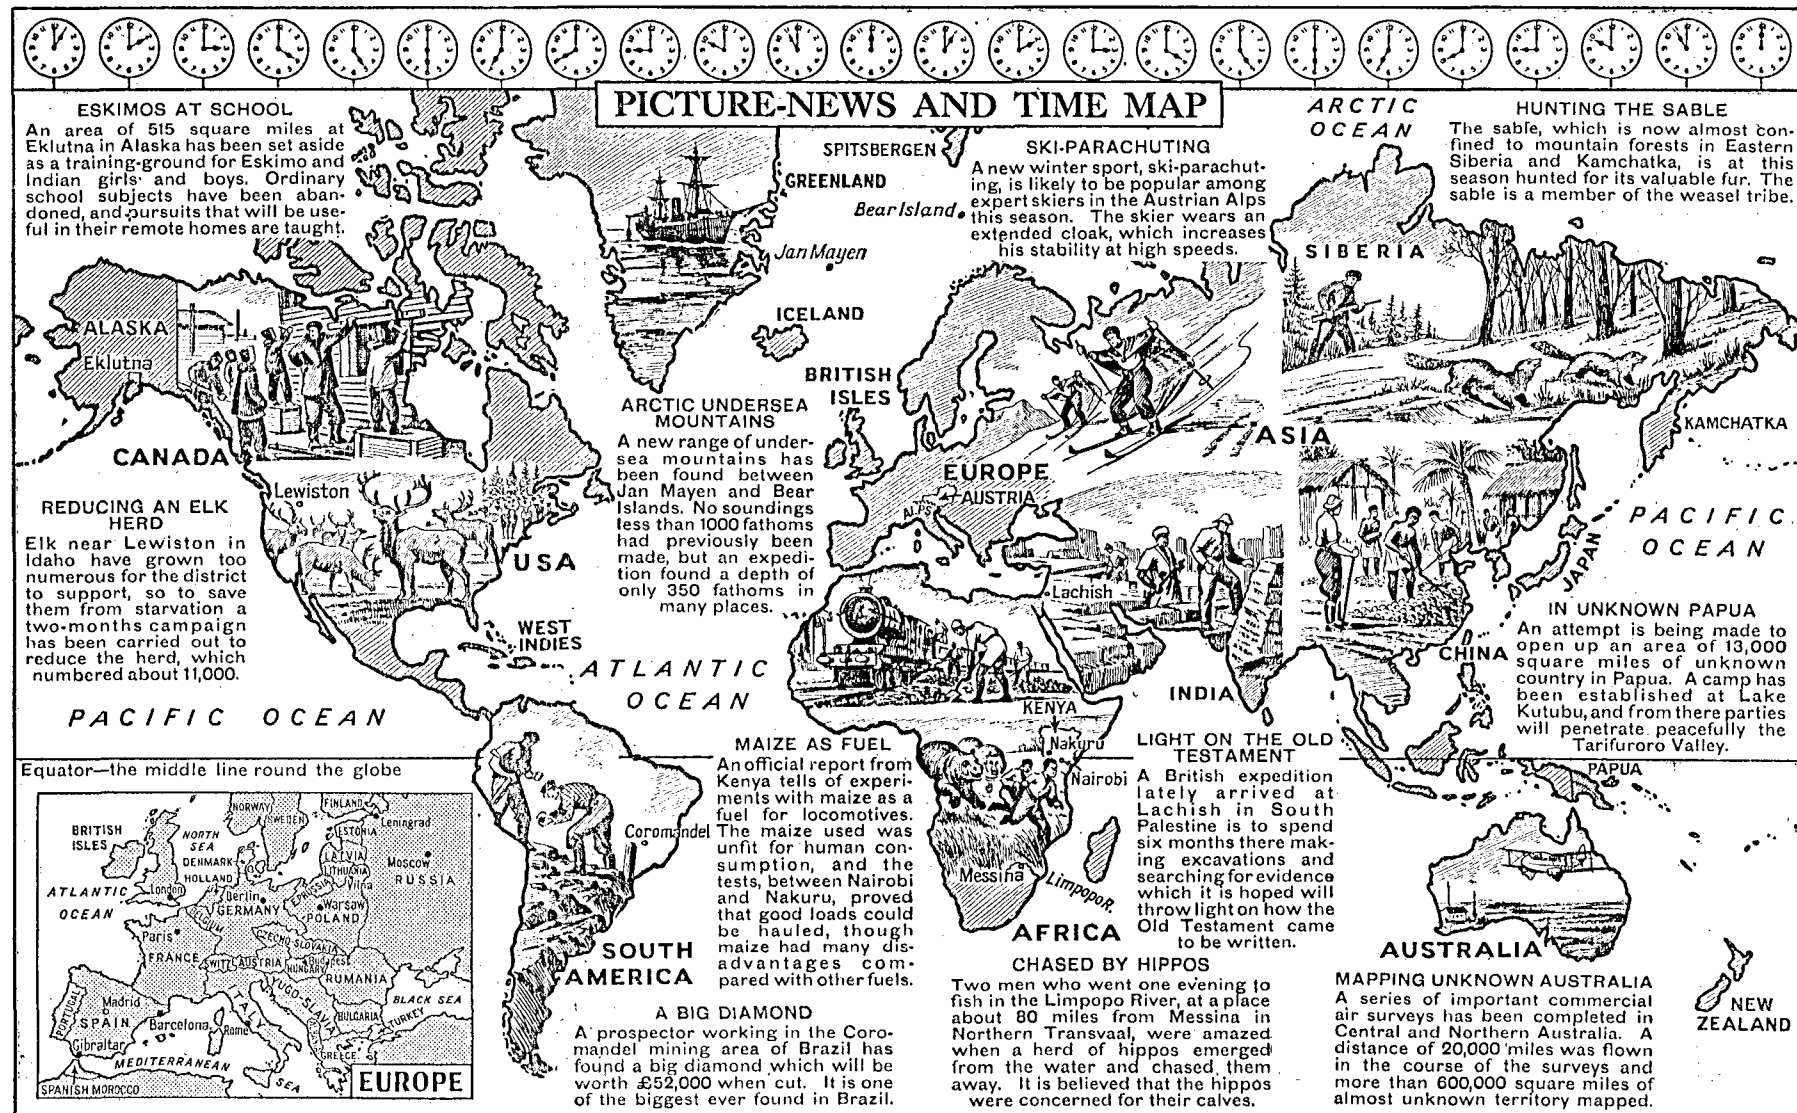 PICTURE-NEWS AND TIME MAP
ESKIMOS AT SCHOOL
An area of 515 square miles at
Eklutna in Alaska has been set aside
as a training-ground for Eskimo and
Indian girls and boys. Ordinary
school subjects have been aban-
doned, and pursuits that will be use-
ful in their remote homes are taught.
SKI-PARACHUTING
A new winter sport, ski-parachut-
ing, is likely to be popular among
expert skiers in the Austrian Alps
this season. The skier wears an
extended cloak, which increases
his stability at high speeds.
HUNTING THE SABLE
The sable, which is now almost con-
fined to mountain forests in Eastern
Siberia and Kamchatka, is at this
season hunted for its valuable fur. The
sable is a member of the weasel tribe.
ARCTIC
OCEAN
SPITSBERGEN
GREENLAND
Bear Island
Jan Mayen
ICELAND
BRITISH
ISLES
SIBERIA
ALASKA
Eklutna
CANADA
KAMCHATKA
ASIA
EUROPE
AUSTRIA
ALPS
ARCTIC UNDERSEA
MOUNTAINS
A new range of under-
sea mountains has
been found between
Jan Mayen and Bear
Islands. No soundings
less than 1000 fathoms
had previously been
made, but an expedi-
tion found a depth of
only 350 fathoms in
many places.
REDUCING AN ELK
HERD
Elk near Lewiston in
Idaho have grown too
numerous for the district
to support, so to save
them from starvation a
two-months campaign
has been carried out to
reduce the herd, which
numbered about 11,000.
Lewiston
USA
WEST
INDIES
ATLANTIC
OCEAN
PACIFIC OCEAN
Lachish
PACIFIC
OCEAN
JAPAN
CHINA
INDIA
IN UNKNOWN PAPUA
An attempt is being made to
open up an area of 13,000
square miles of unknown
country in Papua. A camp has
been established at Lake
Kutubu, and from there parties
will penetrate peacefully the
Tarifuroro Valley.
PAPUA
KENYA
Nakuru
Nairobi
Equator—the middle line round the globe
MAIZE AS FUEL
An official report from
Kenya tells of experi-
ments with maize as a
fuel for locomotives.
The maize used was
unfit for human con-
sumption, and the
tests, between Nairobi
and Nakuru, proved
that good loads could
be hauled, though
maize had many dis-
advantages com-
pared with other fuels.
LIGHT ON THE OLD
TESTAMENT
A British expedition
lately arrived at
Lachish in South
Palestine is to spend
six months there mak-
ing excavations and
searching for evidence
which it is hoped will
throw light on how the
Old Testament came
to be written.
Coromandel
SOUTH
AMERICA
Messina
Limpopo R.
AFRICA
AUSTRALIA
NEW
ZEALAND
A BIG DIAMOND
A prospector working in the Coro-
mandel mining area of Brazil has
found a big diamond which will be
worth £52,000 when cut. It is one
of the biggest ever found in Brazil.
CHASED BY HIPPOS
Two men who went one evening to
fish in the Limpopo River, at a place
about 80 miles from Messina in
Northern Transvaal, were amazed
when a herd of hippos emerged
from the water and chased them
away. It is believed that the hippos
were concerned for their calves.
MAPPING UNKNOWN AUSTRALIA
A series of important commercial
air surveys has been completed in
Central and Northern Australia. A
distance of 20,000 miles was flown
in the course of the surveys and
more than 600,000 square miles of
almost unknown territory mapped.
NORWAY
SWEDEN
FINLAND
Leningrad
BRITISH
ISLES
NORTH
SEA
ESTONIA
LATVIA
LITHUANIA
DENMARK
HOLLAND
Moscow
RUSSIA
Vilna
E.PRUSSIA
ATLANTIC
OCEAN
London
Berlin
GERMANY
Warsaw
POLAND
BELGIUM
Paris
CZECHO-SLOVAKIA
FRANCE
SWITZ
AUSTRIA
Budapest
HUNGARY
RUMANIA
YUGO-SLAVIA
PORTUGAL
Madrid
SPAIN
Barcelona
ITALY
Rome
BULGARIA
BLACK SEA
TURKEY
ALBANIA
GREECE
Gibraltar
MEDITERRANEAN
SEA
SPANISH MOROCCO
EUROPE